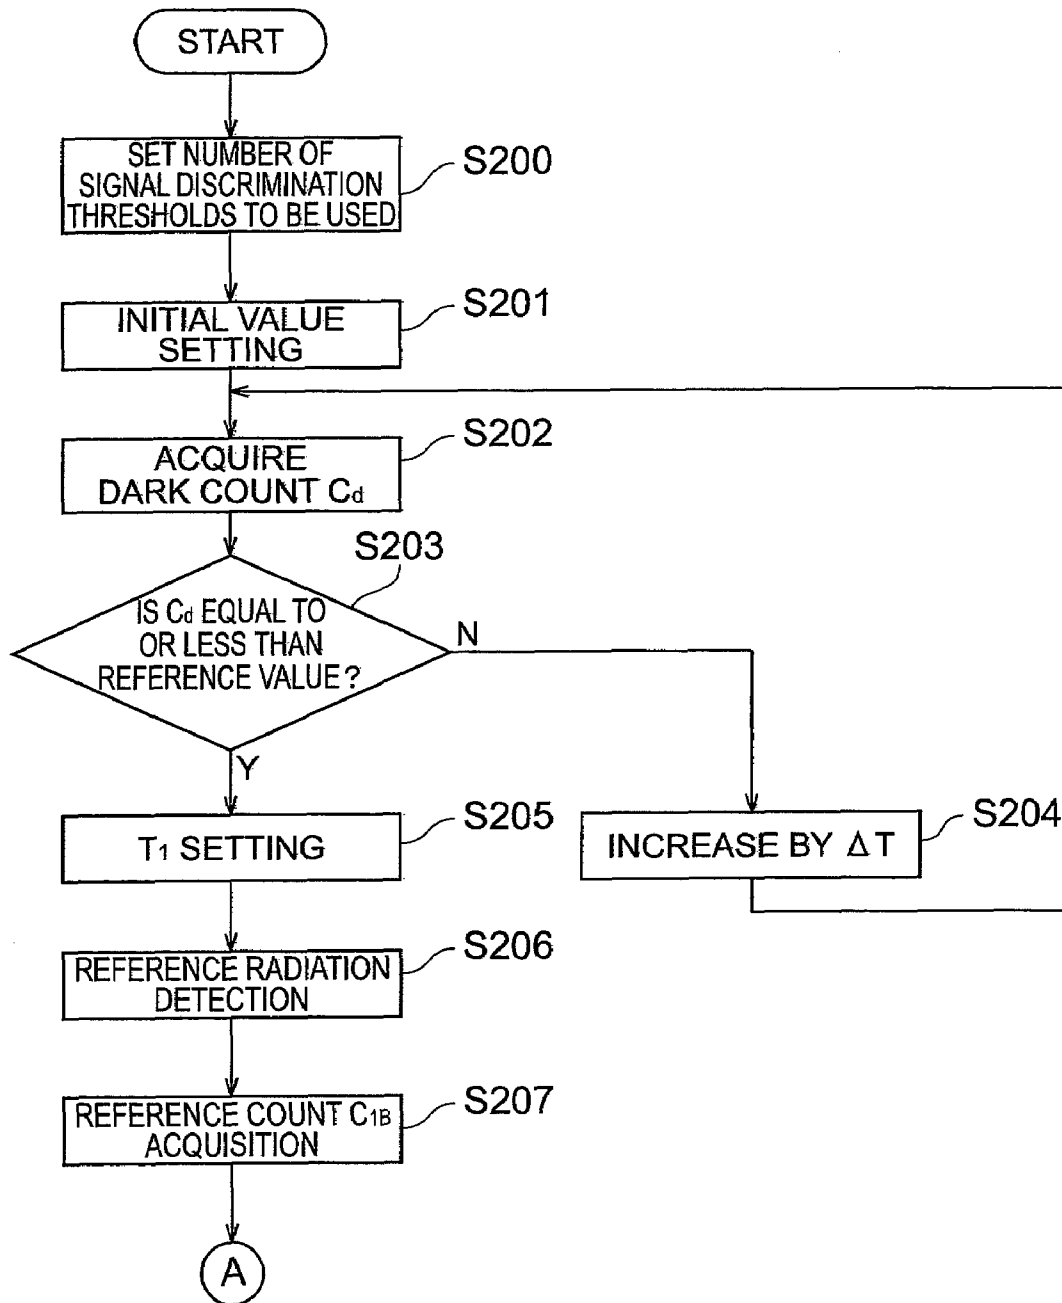 START
SET NUMBER OF
SIGNAL DISCRIMINATION
THRESHOLDS TO BE USED
S200
INITIAL VALUE
SETTING
S201
ACQUIRE
DARK COUNT Cd
S202
S203
IS Cd EQUAL TO
OR LESS THAN
REFERENCE VALUE?
N
Y
T1 SETTING
S205
INCREASE BY ΔT
S204
REFERENCE RADIATION
DETECTION
S206
REFERENCE COUNT C1B
ACQUISITION
S207
A